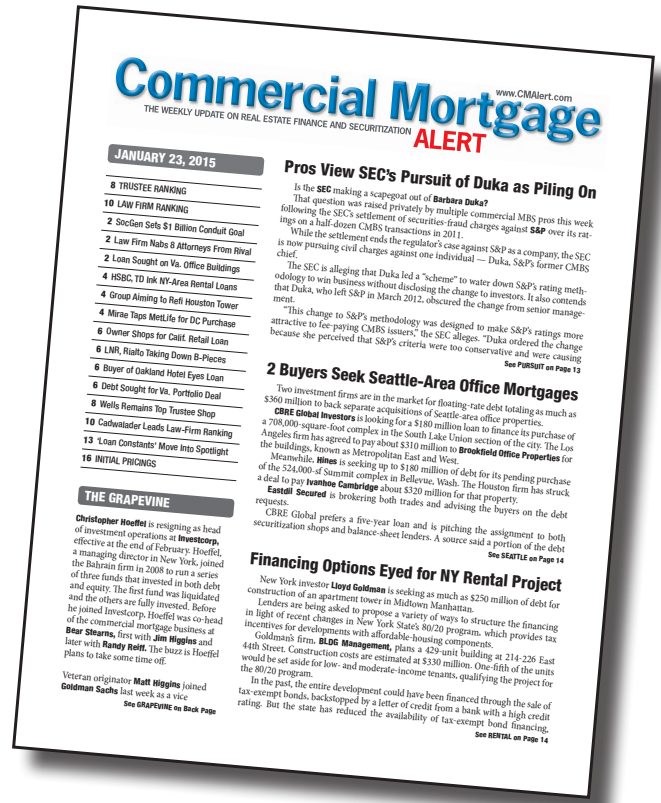 www.CMAlert.com
Commercial Mortgage
THE WEEKLY UPDATE ON REAL ESTATE FINANCE AND SECURITIZATION
ALERT
JANUARY 23, 2015
8 TRUSTEE RANKING
10 LAW FIRM RANKING
2 SocGen Sets $1 Billion Conduit Goal
2 Law Firm Nabs 8 Attorneys From Rival
2 Loan Sought on Va. Office Buildings
4 HSBC, TD Ink NY-Area Rental Loans
4 Group Aiming to Refi Houston Tower
4 Mirae Taps MetLife for DC Purchase
6 Owner Shops for Calif. Retail Loan
6 LNR, Rialto Taking Down B-Pieces
6 Buyer of Oakland Hotel Eyes Loan
6 Debt Sought for Va. Portfolio Deal
8 Wells Remains Top Trustee Shop
10 Cadwalader Leads Law-Firm Ranking
13 'Loan Constants' Move Into Spotlight
16 INITIAL PRICINGS
THE GRAPEVINE
Christopher Hoeffel is resigning as head
of investment operations at Investcorp,
effective at the end of February. Hoeffel,
a managing director in New York, joined
the Bahrain firm in 2008 to run a series
of three funds that invested in both debt
and equity. The first fund was liquidated
and the others are fully invested. Before
he joined Investcorp, Hoeffel was co-head
of the commercial mortgage business at
Bear Stearns, first with Jim Higgins and
later with Randy Reiff. The buzz is Hoeffel
plans to take some time off.
Veteran originator Matt Higgins joined
Goldman Sachs last week as a vice
See GRAPEVINE on Back Page
Pros View SEC's Pursuit of Duka as Piling On
Is the SEC making a scapegoat out of Barbara Duka?
That question was raised privately by multiple commercial MBS pros this week
following the SEC's settlement of securities-fraud charges against S&P over its rat-
ings on a half-dozen CMBS transactions in 2011.
While the settlement ends the regulator's case against S&P as a company, the SEC
is now pursuing civil charges against one individual — Duka, S&P's former CMBS
chief.
The SEC is alleging that Duka led a "scheme" to water down S&P's rating meth-
odology to win business without disclosing the change to investors. It also contends
that Duka, who left S&P in March 2012, obscured the change from senior manage-
ment.
"This change to S&P's methodology was designed to make S&P's ratings more
attractive to fee-paying CMBS issuers," the SEC alleges. "Duka ordered the change
because she perceived that S&P's criteria were too conservative and were causing
See PURSUIT on Page 13
2 Buyers Seek Seattle-Area Office Mortgages
Two investment firms are in the market for floating-rate debt totaling as much as
$360 million to back separate acquisitions of Seattle-area office properties.
CBRE Global Investors is looking for a $180 million loan to finance its purchase of
a 708,000-square-foot complex in the South Lake Union section of the city. The Los
Angeles firm has agreed to pay about $310 million to Brookfield Office Properties for
the buildings, known as Metropolitan East and West.
Meanwhile, Hines is seeking up to $180 million of debt for its pending purchase
of the 524,000-sf Summit complex in Bellevue, Wash. The Houston firm has struck
a deal to pay Ivanhoe Cambridge about $320 million for that property.
Eastdil Secured is brokering both trades and advising the buyers on the debt
requests.
CBRE Global prefers a five-year loan and is pitching the assignment to both
securitization shops and balance-sheet lenders. A source said a portion of the debt
See SEATTLE on Page 14
Financing Options Eyed for NY Rental Project
New York investor Lloyd Goldman is seeking as much as $250 million of debt for
construction of an apartment tower in Midtown Manhattan.
Lenders are being asked to propose a variety of ways to structure the financing
in light of recent changes in New York State's 80/20 program, which provides tax
incentives for developments with affordable-housing components.
Goldman's firm, BLDG Management, plans a 429-unit building at 214-226 East
44th Street. Construction costs are estimated at $330 million. One-fifth of the units
would be set aside for low- and moderate-income tenants, qualifying the project for
the 80/20 program.
In the past, the entire development could have been financed through the sale of
tax-exempt bonds, backstopped by a letter of credit from a bank with a high credit
rating. But the state has reduced the availability of tax-exempt bond financing,
See RENTAL on Page 14